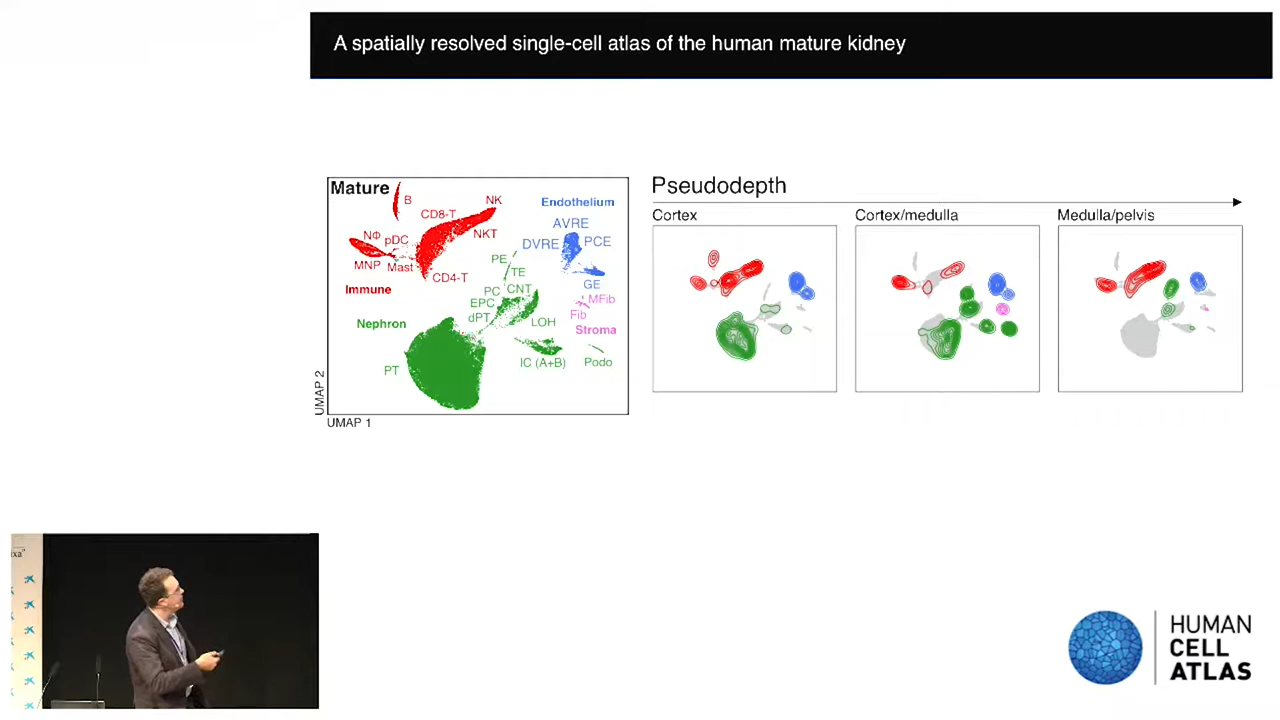 A spatially resolved single-cell atlas of the human mature kidney
Mature
B
NK
CD8-T
NKT
NΦ
pDC
MNP
Mast
CD4-T
Immune
Endothelium
AVRE
DVRE
PCE
GE
PE
TE
PC
CNT
EPC
dPT
LOH
MFib
Fib
Stroma
Nephron
PT
IC (A+B)
Podo
UMAP 2
UMAP 1
Pseudodepth
Cortex
Cortex/medulla
Medulla/pelvis
ixa"
HUMAN
CELL
ATLAS